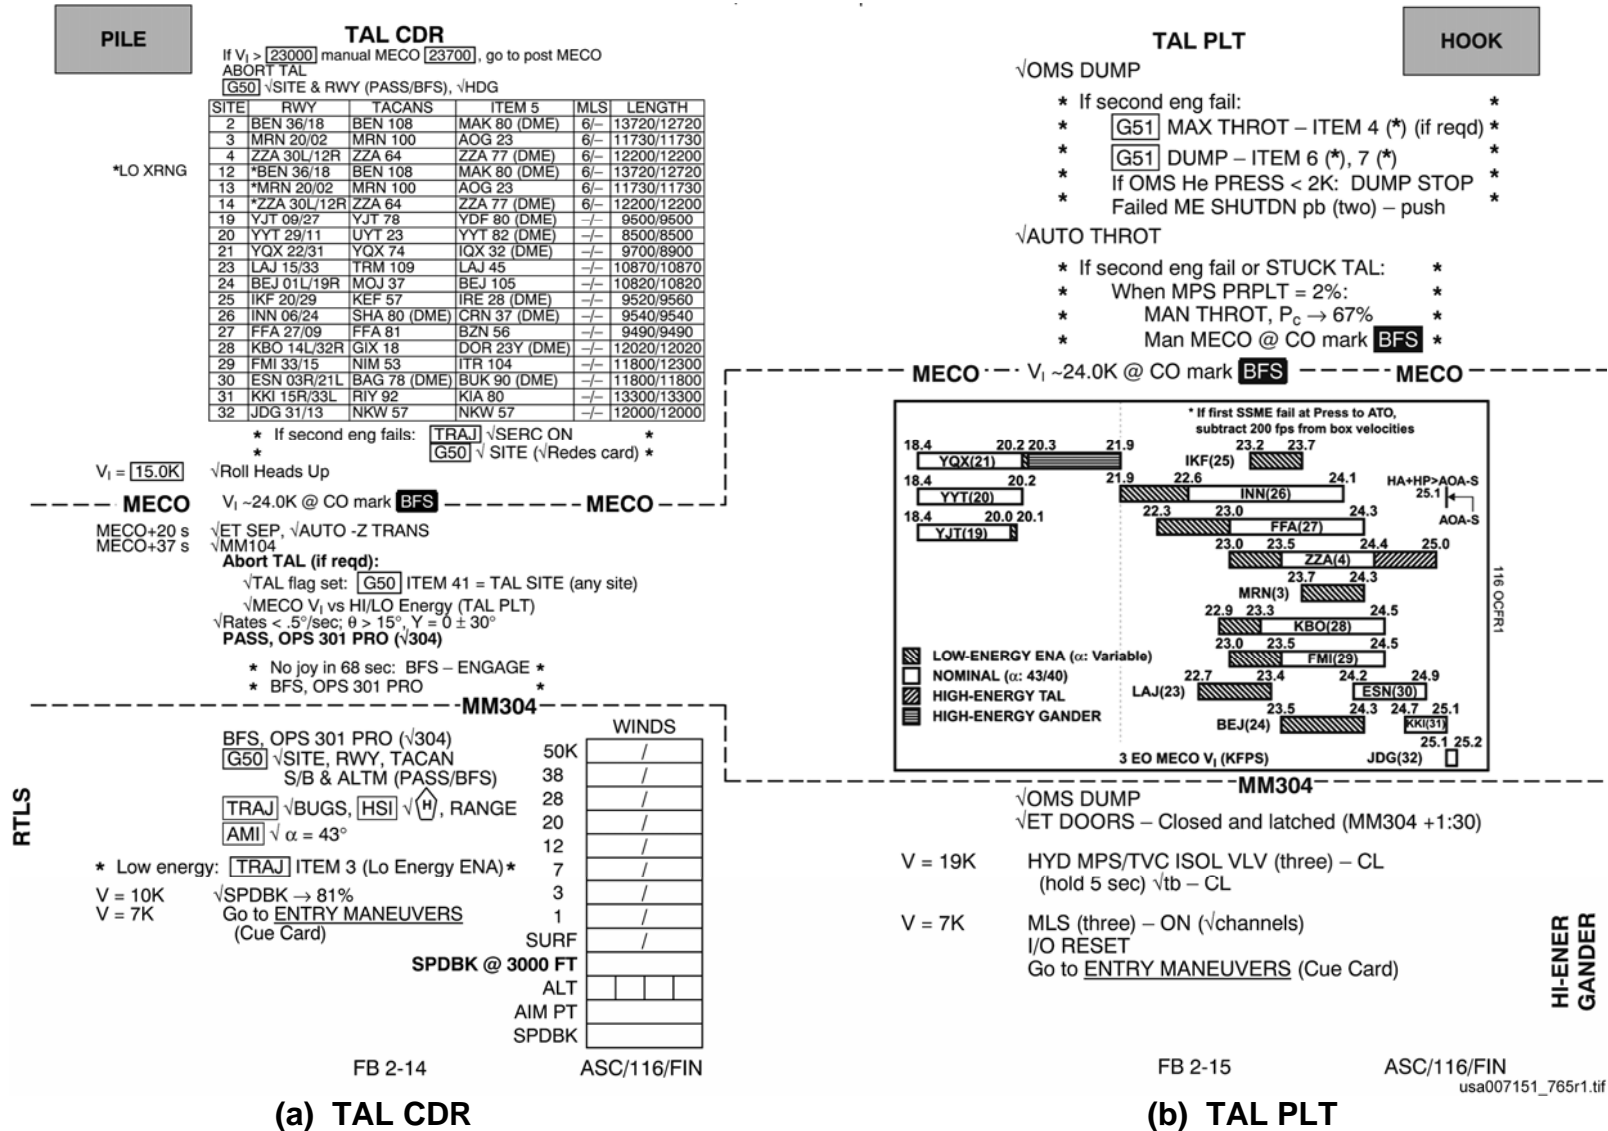 PILE
TAL CDR
If V_I > 23000 manual MECO 23700, go to post MECO
ABORT TAL
G50 √SITE & RWY (PASS/BFS), √HDG
SITE RWY TACANS ITEM 5 MLS LENGTH
2 BEN 36/18 BEN 108 MAK 80 (DME) 6/– 13720/12720
3 MRN 20/02 MRN 100 AOG 23 6/– 11730/11730
4 ZZA 30L/12R ZZA 64 ZZA 77 (DME) 6/– 12200/12200
*LO XRNG 12 *BEN 36/18 BEN 108 MAK 80 (DME) 6/– 13720/12720
13 *MRN 20/02 MRN 100 AOG 23 6/– 11730/11730
14 *ZZA 30L/12R ZZA 64 ZZA 77 (DME) 6/– 12200/12200
19 YJT 09/27 YJT 78 YDF 80 (DME) –/– 9500/9500
20 YYT 29/11 UYT 23 YYT 82 (DME) –/– 8500/8500
21 YQX 22/31 YQX 74 IQX 32 (DME) –/– 9700/8900
23 LAJ 15/33 TRM 109 LAJ 45 –/– 10870/10870
24 BEJ 01L/19R MOJ 37 BEJ 105 –/– 10820/10820
25 IKF 20/29 KEF 57 IRE 28 (DME) –/– 9520/9560
26 INN 06/24 SHA 80 (DME) CRN 37 (DME) –/– 9540/9540
27 FFA 27/09 FFA 81 BZN 56 –/– 9490/9490
28 KBO 14L/32R GIX 18 DOR 23Y (DME) –/– 12020/12020
29 FMI 33/15 NIM 53 ITR 104 –/– 11800/12300
30 ESN 03R/21L BAG 78 (DME) BUK 90 (DME) –/– 11800/11800
31 KKI 15R/33L RIY 92 KIA 80 –/– 13300/13300
32 JDG 31/13 NKW 57 NKW 57 –/– 12000/12000
* If second eng fails: TRAJ √SERC ON *
* G50 √ SITE (√Redes card) *
V_I = 15.0K √Roll Heads Up
MECO V_I ~24.0K @ CO mark BFS MECO
MECO+20 s √ET SEP, √AUTO -Z TRANS
MECO+37 s √MM104
Abort TAL (if reqd):
√TAL flag set: G50 ITEM 41 = TAL SITE (any site)
√MECO V_I vs HI/LO Energy (TAL PLT)
√Rates < .5°/sec; θ > 15°, Y = 0 ± 30°
PASS, OPS 301 PRO (√304)
* No joy in 68 sec: BFS – ENGAGE *
* BFS, OPS 301 PRO *
MM304
BFS, OPS 301 PRO (√304)
G50 √SITE, RWY, TACAN
S/B & ALTM (PASS/BFS)
TRAJ √BUGS, HSI √ H, RANGE
AMI √ α = 43°
* Low energy: TRAJ ITEM 3 (Lo Energy ENA) *
V = 10K √SPDBK → 81%
V = 7K Go to ENTRY MANEUVERS
(Cue Card)
WINDS
50K /
38 /
28 /
20 /
12 /
7 /
3 /
1 /
SURF /
SPDBK @ 3000 FT
ALT
AIM PT
SPDBK
RTLS
FB 2-14 ASC/116/FIN
(a) TAL CDR
TAL PLT
HOOK
√OMS DUMP
* If second eng fail: *
* G51 MAX THROT – ITEM 4 (*) (if reqd) *
* G51 DUMP – ITEM 6 (*), 7 (*)
* If OMS He PRESS < 2K: DUMP STOP *
* Failed ME SHUTDN pb (two) – push *
√AUTO THROT
* If second eng fail or STUCK TAL: *
* When MPS PRPLT = 2%: *
* MAN THROT, P_c → 67% *
* Man MECO @ CO mark BFS *
MECO V_I ~24.0K @ CO mark BFS MECO
* If first SSME fail at Press to ATO,
subtract 200 fps from box velocities
18.4 20.2 20.3 21.9 23.2 23.7
YQX(21) IKF(25)
18.4 20.2 21.9 22.6 24.1 HA+HP>AOA-S
YYT(20) INN(26) 25.1
AOA-S
18.4 20.0 20.1 22.3 23.0 24.3
YJT(19) FFA(27)
23.0 23.5 24.4 25.0
ZZA(4)
23.7 24.3
MRN(3)
22.9 23.3 24.5
KBO(28)
23.0 23.5 24.5
LOW-ENERGY ENA (α: Variable) FMI(29)
NOMINAL (α: 43/40) 22.7 23.4 24.2 24.9
HIGH-ENERGY TAL LAJ(23) ESN(30)
HIGH-ENERGY GANDER 23.5 24.3 24.7 25.1
BEJ(24) KKI(31)
25.1 25.2
3 EO MECO V_I (KFPS) JDG(32)
116 OCFR1
MM304
√OMS DUMP
√ET DOORS – Closed and latched (MM304 +1:30)
V = 19K HYD MPS/TVC ISOL VLV (three) – CL
(hold 5 sec) √tb – CL
V = 7K MLS (three) – ON (√channels)
I/O RESET
Go to ENTRY MANEUVERS (Cue Card)
HI-ENER
GANDER
FB 2-15 ASC/116/FIN
usa007151_765r1.tif
(b) TAL PLT